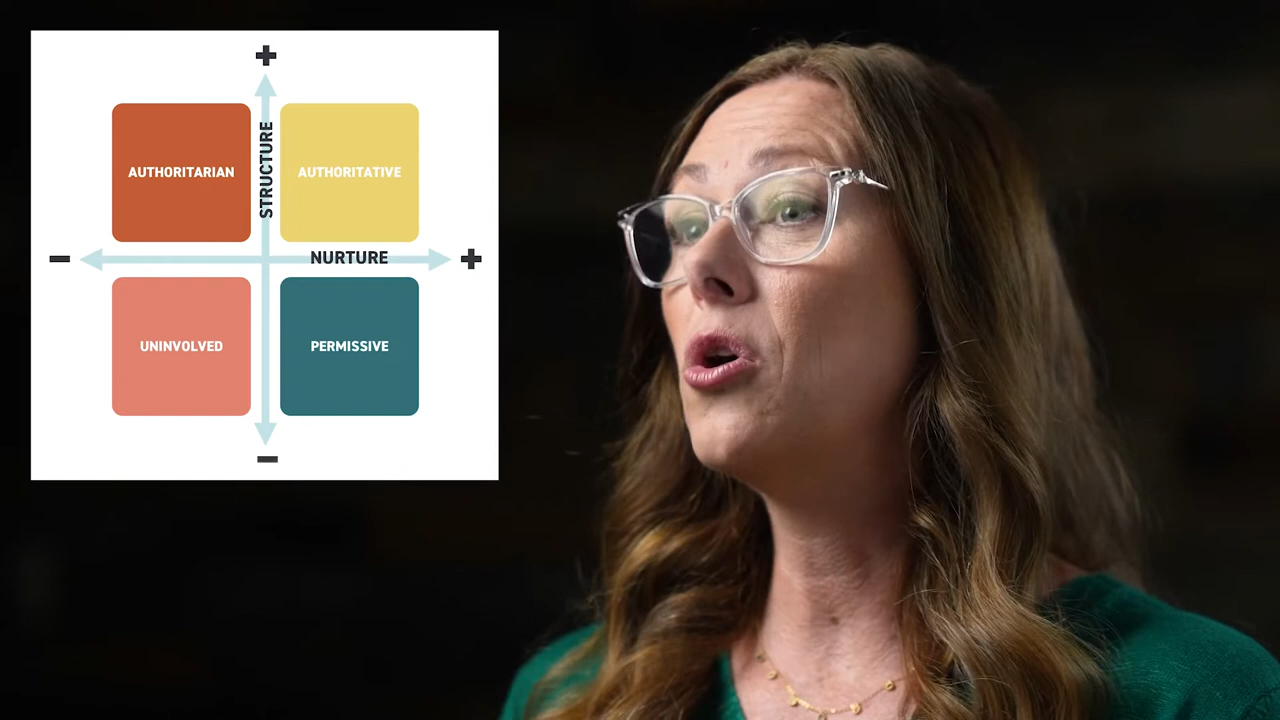 +
STRUCTURE
AUTHORITARIAN
AUTHORITATIVE
− NURTURE +
UNINVOLVED
PERMISSIVE
−